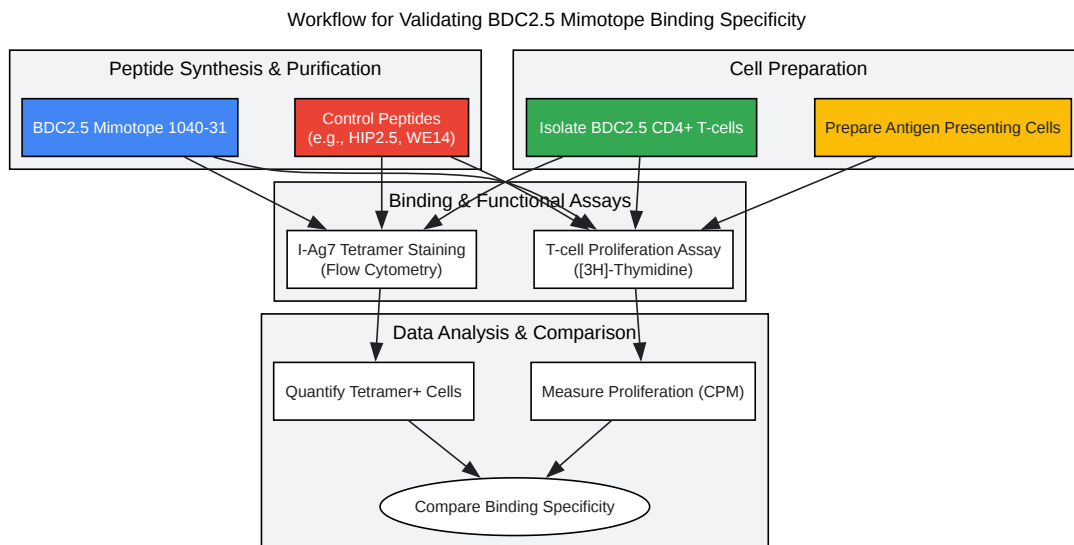 Workflow for Validating BDC2.5 Mimotope Binding Specificity
Peptide Synthesis & Purification
Cell Preparation
BDC2.5 Mimotope 1040-31
Control Peptides
(e.g., HIP2.5, WE14)
Isolate BDC2.5 CD4+ T-cells
Prepare Antigen Presenting Cells
Binding & Functional Assays
I-Ag7 Tetramer Staining
(Flow Cytometry)
T-cell Proliferation Assay
([3H]-Thymidine)
Data Analysis & Comparison
Quantify Tetramer+ Cells
Measure Proliferation (CPM)
Compare Binding Specificity